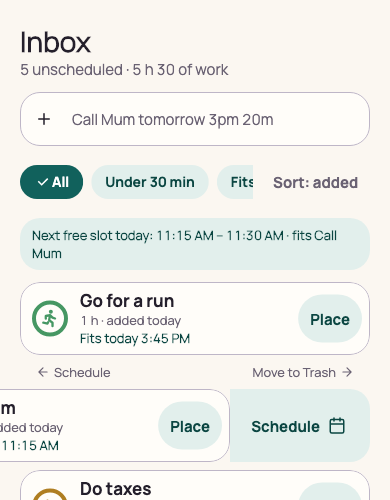 Inbox
5 unscheduled · 5 h 30 of work
+ Call Mum tomorrow 3pm 20m
✓ All Under 30 min Fits Sort: added
Next free slot today: 11:15 AM – 11:30 AM · fits Call
Mum
Go for a run
1 h · added today
Fits today 3:45 PM
Place
← Schedule Move to Trash →
m
dded today
11:15 AM
Place
Schedule
Do taxes